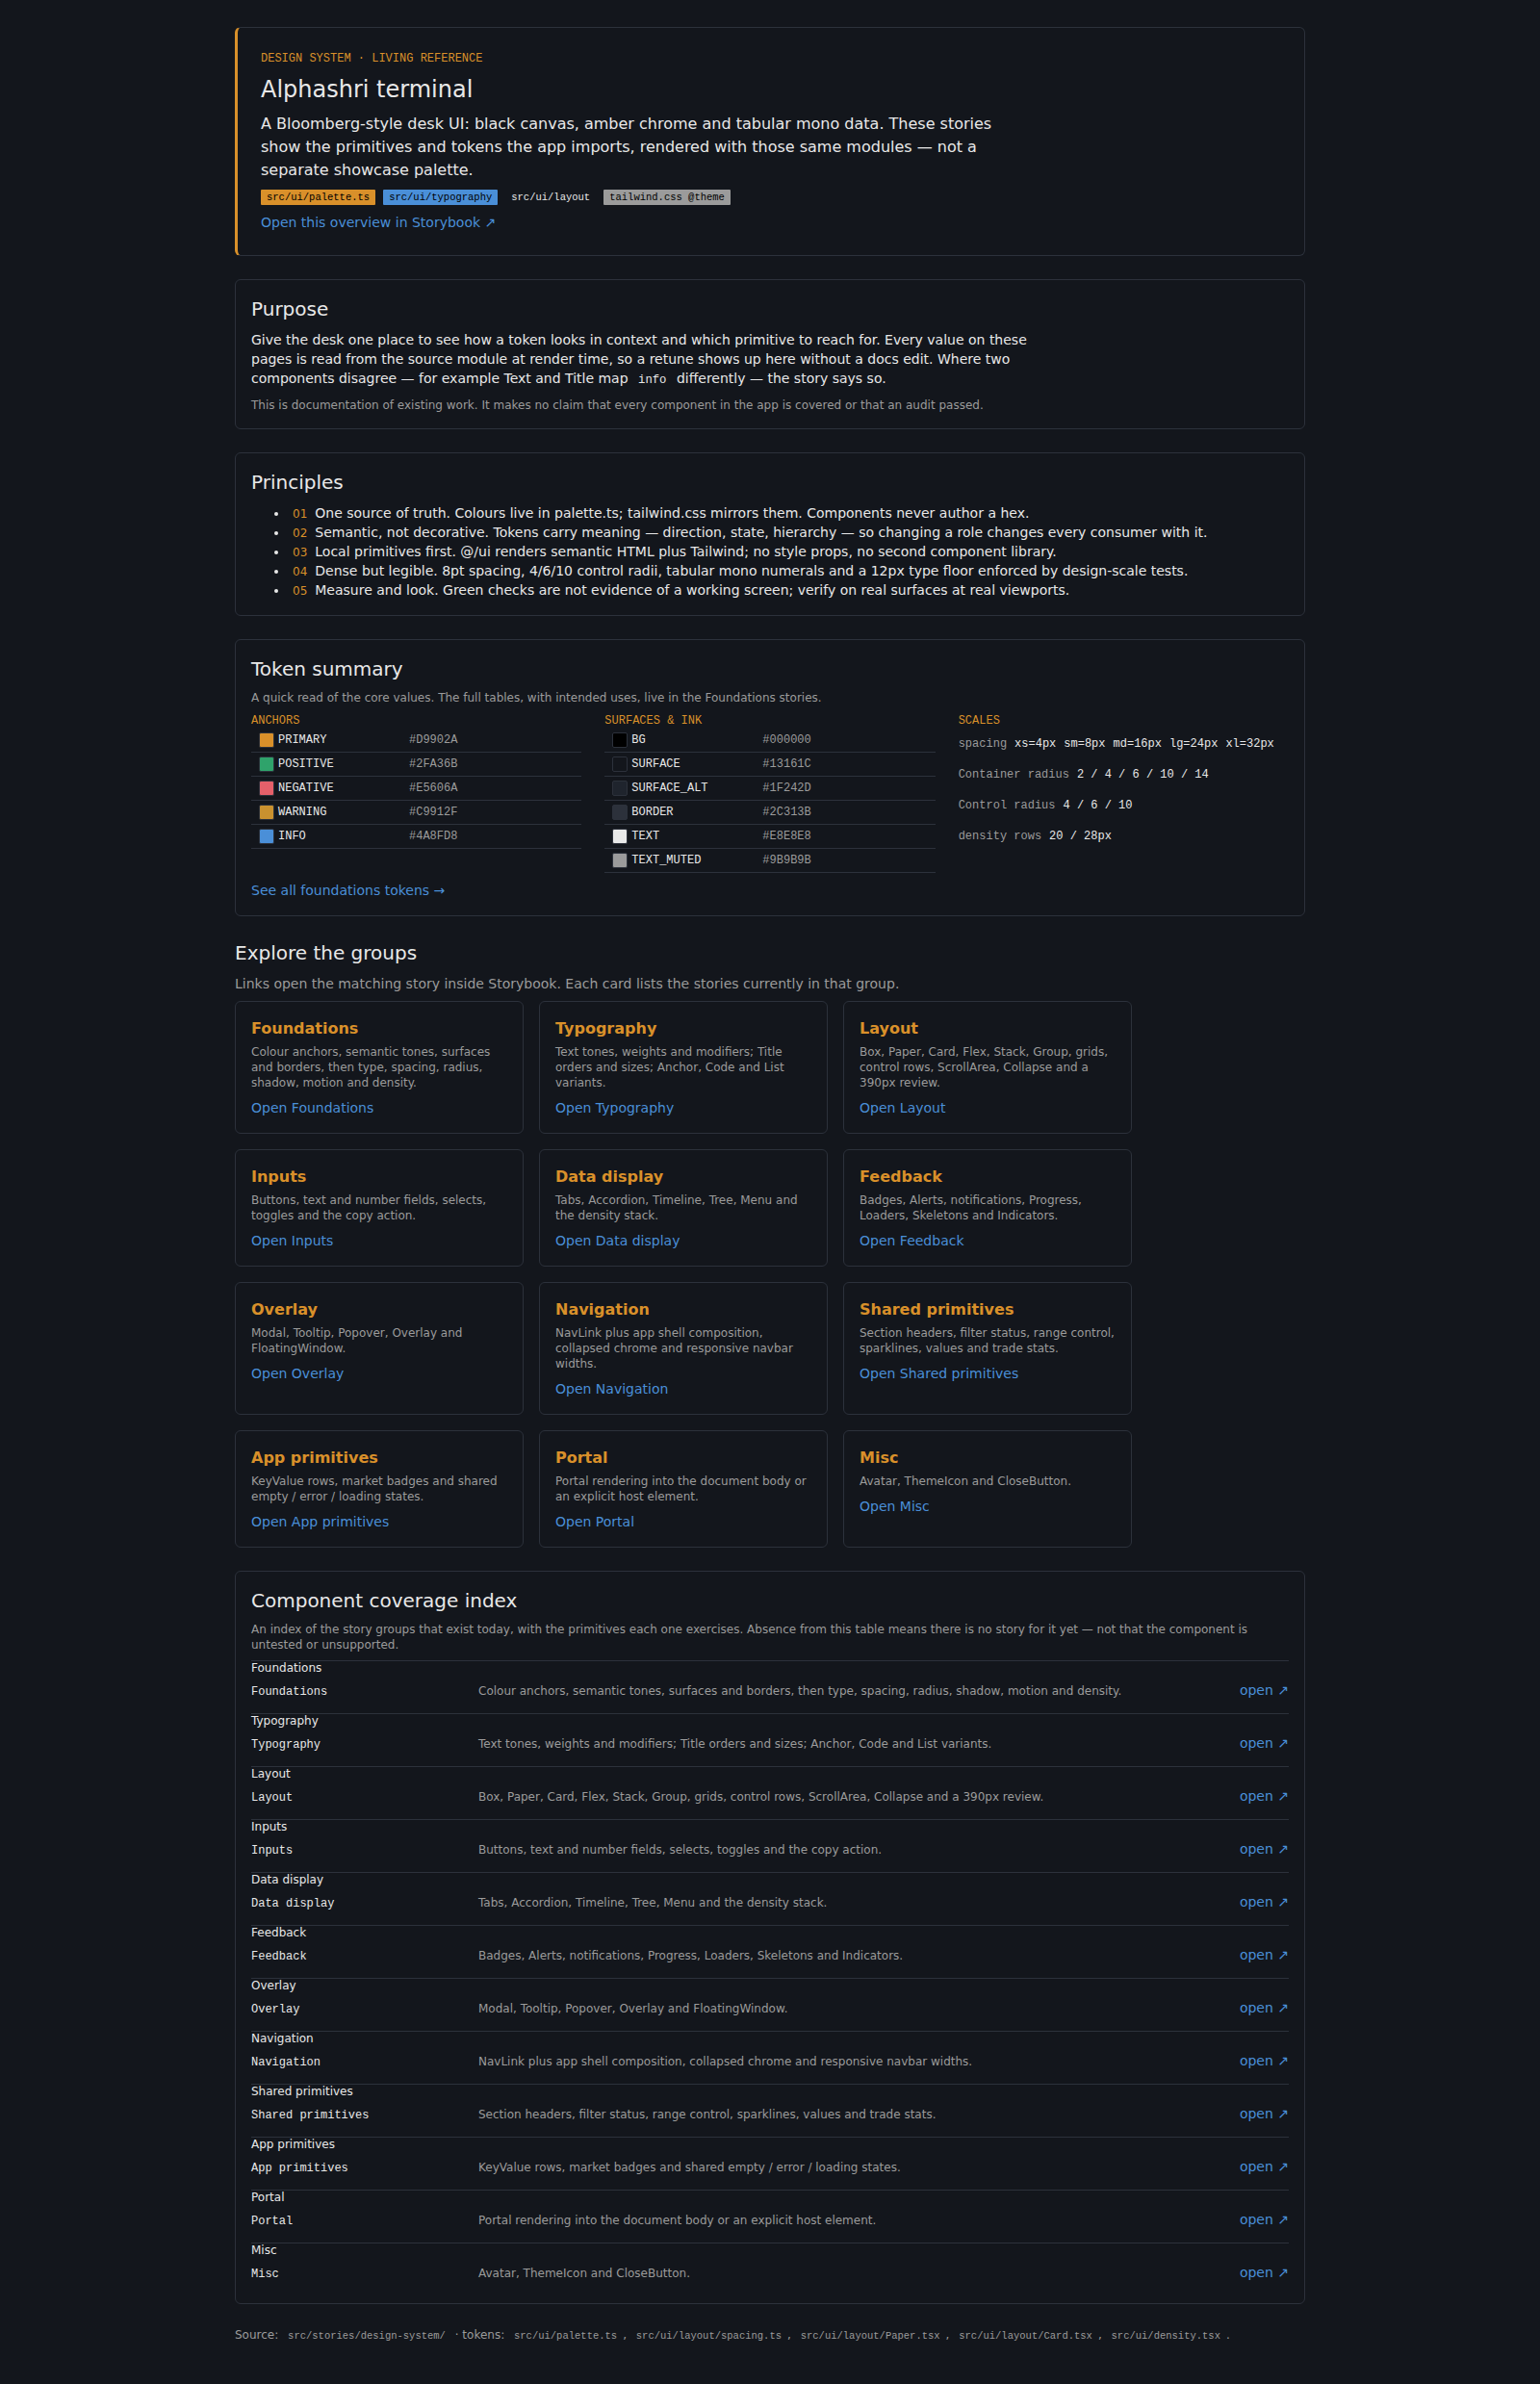 DESIGN SYSTEM · LIVING REFERENCE
Alphashri terminal
A Bloomberg-style desk UI: black canvas, amber chrome and tabular mono data. These stories
show the primitives and tokens the app imports, rendered with those same modules — not a
separate showcase palette.
src/ui/palette.ts src/ui/typography src/ui/layout tailwind.css @theme
Open this overview in Storybook ↗
Purpose
Give the desk one place to see how a token looks in context and which primitive to reach for. Every value on these
pages is read from the source module at render time, so a retune shows up here without a docs edit. Where two
components disagree — for example Text and Title map info differently — the story says so.
This is documentation of existing work. It makes no claim that every component in the app is covered or that an audit passed.
Principles
• 01 One source of truth. Colours live in palette.ts; tailwind.css mirrors them. Components never author a hex.
• 02 Semantic, not decorative. Tokens carry meaning — direction, state, hierarchy — so changing a role changes every consumer with it.
• 03 Local primitives first. @/ui renders semantic HTML plus Tailwind; no style props, no second component library.
• 04 Dense but legible. 8pt spacing, 4/6/10 control radii, tabular mono numerals and a 12px type floor enforced by design-scale tests.
• 05 Measure and look. Green checks are not evidence of a working screen; verify on real surfaces at real viewports.
Token summary
A quick read of the core values. The full tables, with intended uses, live in the Foundations stories.
ANCHORS
PRIMARY #D9902A
POSITIVE #2FA36B
NEGATIVE #E5606A
WARNING #C9912F
INFO #4A8FD8
SURFACES & INK
BG #000000
SURFACE #13161C
SURFACE_ALT #1F242D
BORDER #2C313B
TEXT #E8E8E8
TEXT_MUTED #9B9B9B
SCALES
spacing xs=4px sm=8px md=16px lg=24px xl=32px
Container radius 2 / 4 / 6 / 10 / 14
Control radius 4 / 6 / 10
density rows 20 / 28px
See all foundations tokens →
Explore the groups
Links open the matching story inside Storybook. Each card lists the stories currently in that group.
Foundations
Colour anchors, semantic tones, surfaces
and borders, then type, spacing, radius,
shadow, motion and density.
Open Foundations
Typography
Text tones, weights and modifiers; Title
orders and sizes; Anchor, Code and List
variants.
Open Typography
Layout
Box, Paper, Card, Flex, Stack, Group, grids,
control rows, ScrollArea, Collapse and a
390px review.
Open Layout
Inputs
Buttons, text and number fields, selects,
toggles and the copy action.
Open Inputs
Data display
Tabs, Accordion, Timeline, Tree, Menu and
the density stack.
Open Data display
Feedback
Badges, Alerts, notifications, Progress,
Loaders, Skeletons and Indicators.
Open Feedback
Overlay
Modal, Tooltip, Popover, Overlay and
FloatingWindow.
Open Overlay
Navigation
NavLink plus app shell composition,
collapsed chrome and responsive navbar
widths.
Open Navigation
Shared primitives
Section headers, filter status, range control,
sparklines, values and trade stats.
Open Shared primitives
App primitives
KeyValue rows, market badges and shared
empty / error / loading states.
Open App primitives
Portal
Portal rendering into the document body or
an explicit host element.
Open Portal
Misc
Avatar, ThemeIcon and CloseButton.
Open Misc
Component coverage index
An index of the story groups that exist today, with the primitives each one exercises. Absence from this table means there is no story for it yet — not that the component is
untested or unsupported.
Foundations
Foundations Colour anchors, semantic tones, surfaces and borders, then type, spacing, radius, shadow, motion and density. open ↗
Typography
Typography Text tones, weights and modifiers; Title orders and sizes; Anchor, Code and List variants. open ↗
Layout
Layout Box, Paper, Card, Flex, Stack, Group, grids, control rows, ScrollArea, Collapse and a 390px review. open ↗
Inputs
Inputs Buttons, text and number fields, selects, toggles and the copy action. open ↗
Data display
Data display Tabs, Accordion, Timeline, Tree, Menu and the density stack. open ↗
Feedback
Feedback Badges, Alerts, notifications, Progress, Loaders, Skeletons and Indicators. open ↗
Overlay
Overlay Modal, Tooltip, Popover, Overlay and FloatingWindow. open ↗
Navigation
Navigation NavLink plus app shell composition, collapsed chrome and responsive navbar widths. open ↗
Shared primitives
Shared primitives Section headers, filter status, range control, sparklines, values and trade stats. open ↗
App primitives
App primitives KeyValue rows, market badges and shared empty / error / loading states. open ↗
Portal
Portal Portal rendering into the document body or an explicit host element. open ↗
Misc
Misc Avatar, ThemeIcon and CloseButton. open ↗
Source: src/stories/design-system/ · tokens: src/ui/palette.ts , src/ui/layout/spacing.ts , src/ui/layout/Paper.tsx , src/ui/layout/Card.tsx , src/ui/density.tsx .